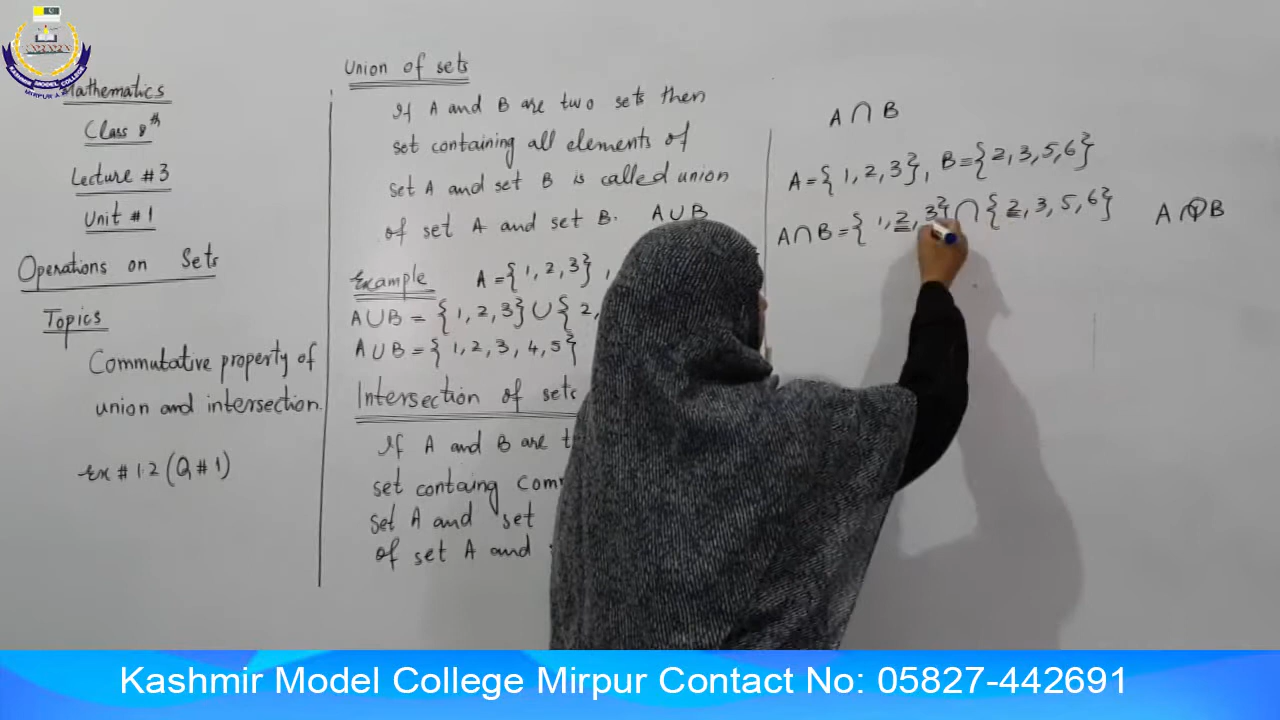 KASHMIR MODEL COLLEGE
MIRPUR A.K
Mathematics
Class 8th
Lecture #3
Unit #1
Operations on Sets
Topics
Commutative property of
union and intersection.
Ex # 1.2 (Q # 1)
Union of sets
If A and B are two sets then
set containing all elements of
set A and set B is called union
of set A and set B. A∪B
Example A = {1, 2, 3} ,
A∪B = {1, 2, 3} ∪ { 2,
A∪B = { 1, 2, 3, 4, 5}
Intersection of sets
If A and B are
set containg
set A and set
of set A and
A ∩ B
A = { 1, 2, 3 } , B = { 2, 3, 5, 6 }
A∩B = { 1, 2, 3 } ∩ { 2, 3, 5, 6 } A ∩ B
Kashmir Model College Mirpur Contact No: 05827-442691